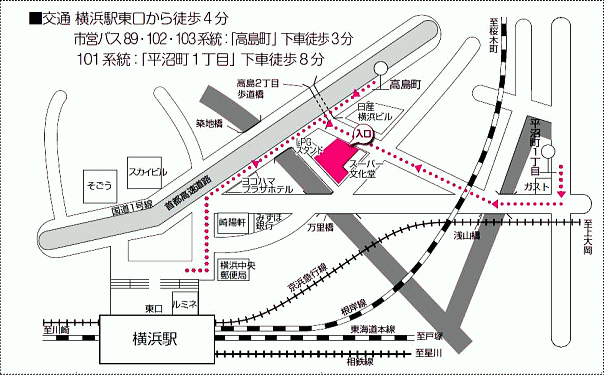 ■交通 横浜駅東口から徒歩4分
市営バス89・102・103系統:「高島町」下車徒歩3分
101系統:「平沼町1丁目」下車徒歩8分
至桜木町
高島2丁目
歩道橋
高島町
日産
横浜ビル
築地橋
入口
LPG
スタンド
スーパー
文化堂
平沼町1丁目
ガスト
スカイビル
そごう
国道1号線
首都高速道路
ヨコハマ
プラザホテル
崎陽軒
みずほ
銀行
万里橋
浅山橋
至上大岡
横浜中央
郵便局
京浜急行線
根岸線
東口
ルミネ
至川崎
横浜駅
東海道本線
至戸塚
相鉄線
至星川